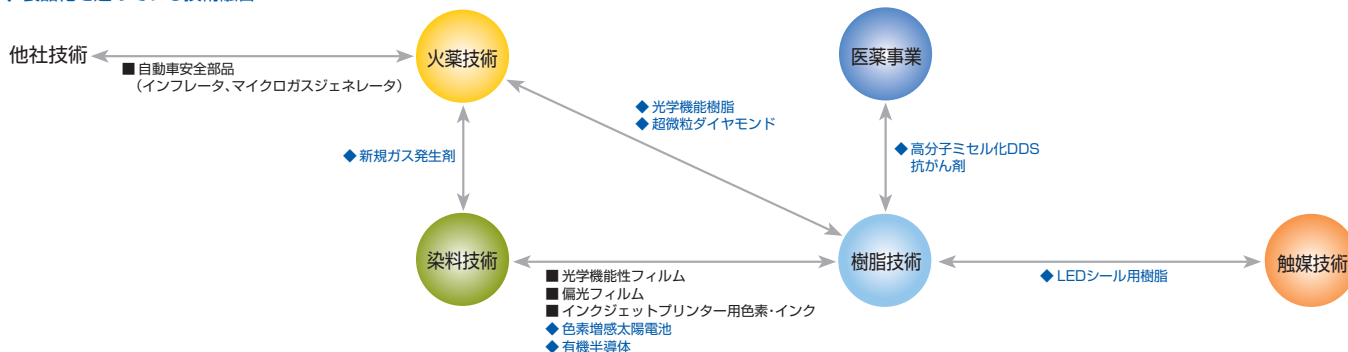 他社技術
■ 自動車安全部品
（インフレータ、マイクロガスジェネレータ）
火薬技術
医薬事業
◆ 光学機能樹脂
◆ 超微粒ダイヤモンド
◆ 新規ガス発生剤
◆ 高分子ミセル化DDS
抗がん剤
染料技術
■ 光学機能性フィルム
■ 偏光フィルム
■ インクジェットプリンター用色素・インク
◆ 色素増感太陽電池
◆ 有機半導体
樹脂技術
◆ LEDシール用樹脂
触媒技術